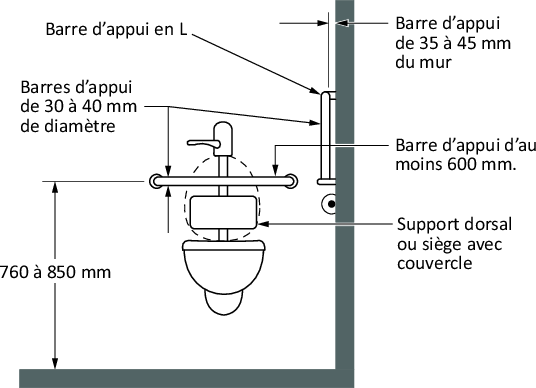 Barre d'appui en L
Barre d'appui
de 35 à 45 mm
du mur
Barres d'appui
de 30 à 40 mm
de diamètre
Barre d'appui d'au
moins 600 mm.
Support dorsal
ou siège avec
couvercle
760 à 850 mm